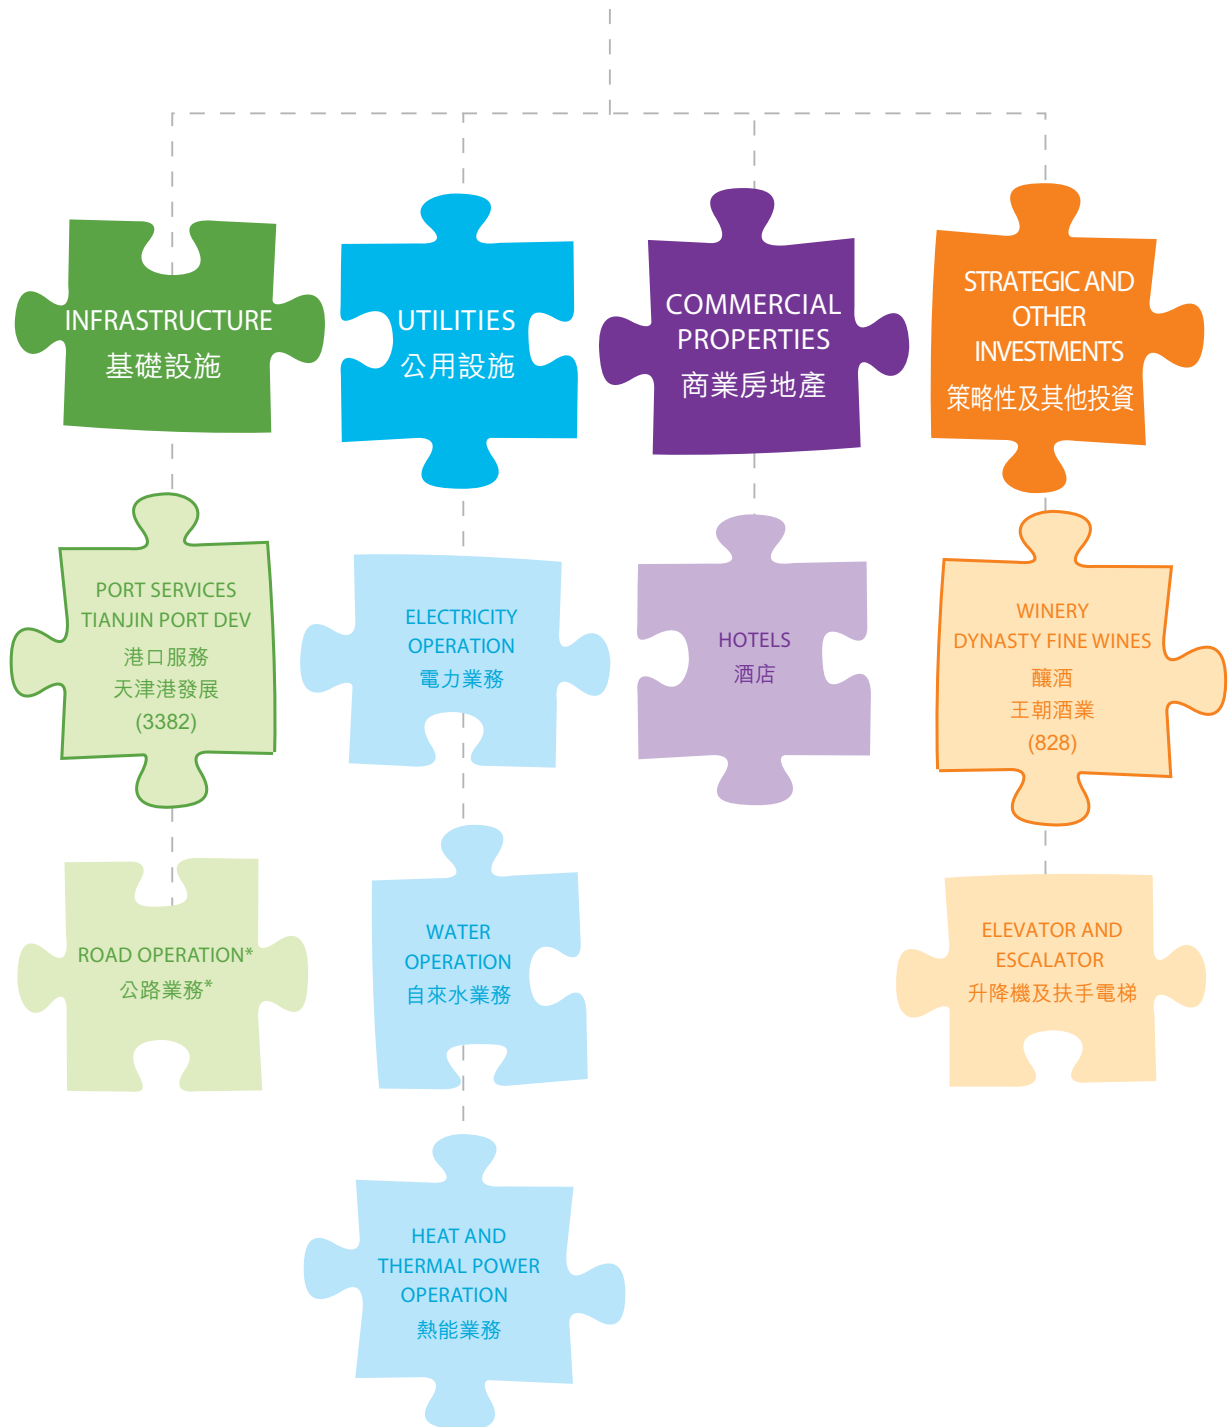 INFRASTRUCTURE
基礎設施
UTILITIES
公用設施
COMMERCIAL
PROPERTIES
商業房地產
STRATEGIC AND
OTHER
INVESTMENTS
策略性及其他投資
PORT SERVICES
TIANJIN PORT DEV
港口服務
天津港發展
(3382)
ELECTRICITY
OPERATION
電力業務
HOTELS
酒店
WINERY
DYNASTY FINE WINES
釀酒
王朝酒業
(828)
ROAD OPERATION*
公路業務*
WATER
OPERATION
自來水業務
ELEVATOR AND
ESCALATOR
升降機及扶手電梯
HEAT AND
THERMAL POWER
OPERATION
熱能業務